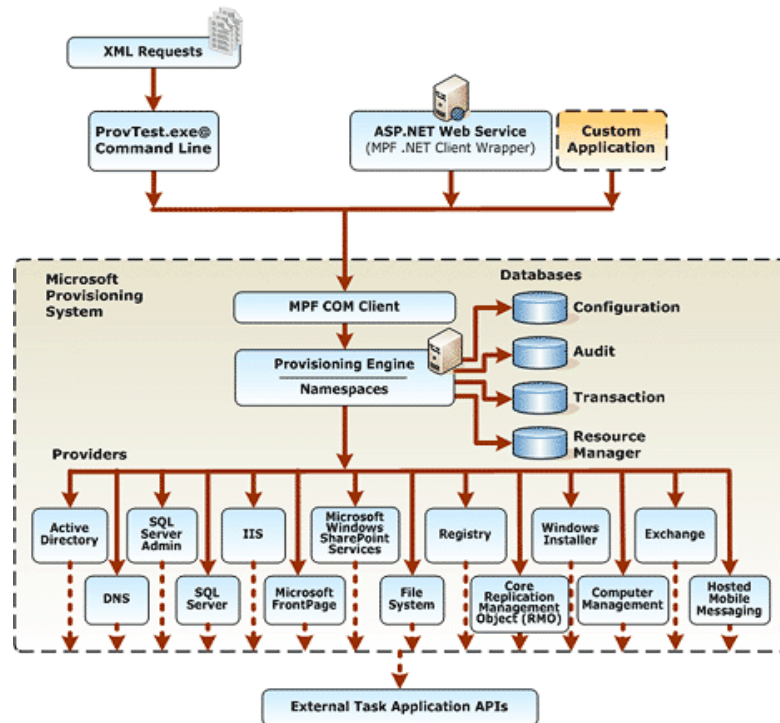 XML Requests
ProvTest.exe@
Command Line
ASP.NET Web Service
(MPF .NET Client Wrapper)
Custom
Application
Microsoft
Provisioning
System
Databases
MPF COM Client
Configuration
Provisioning Engine
Namespaces
Audit
Transaction
Resource
Manager
Providers
Active
Directory
SQL
Server
Admin
IIS
Microsoft
Windows
SharePoint
Services
Registry
Windows
Installer
Exchange
DNS
SQL
Server
Microsoft
FrontPage
File
System
Core
Replication
Management
Object (RMO)
Computer
Management
Hosted
Mobile
Messaging
External Task Application APIs